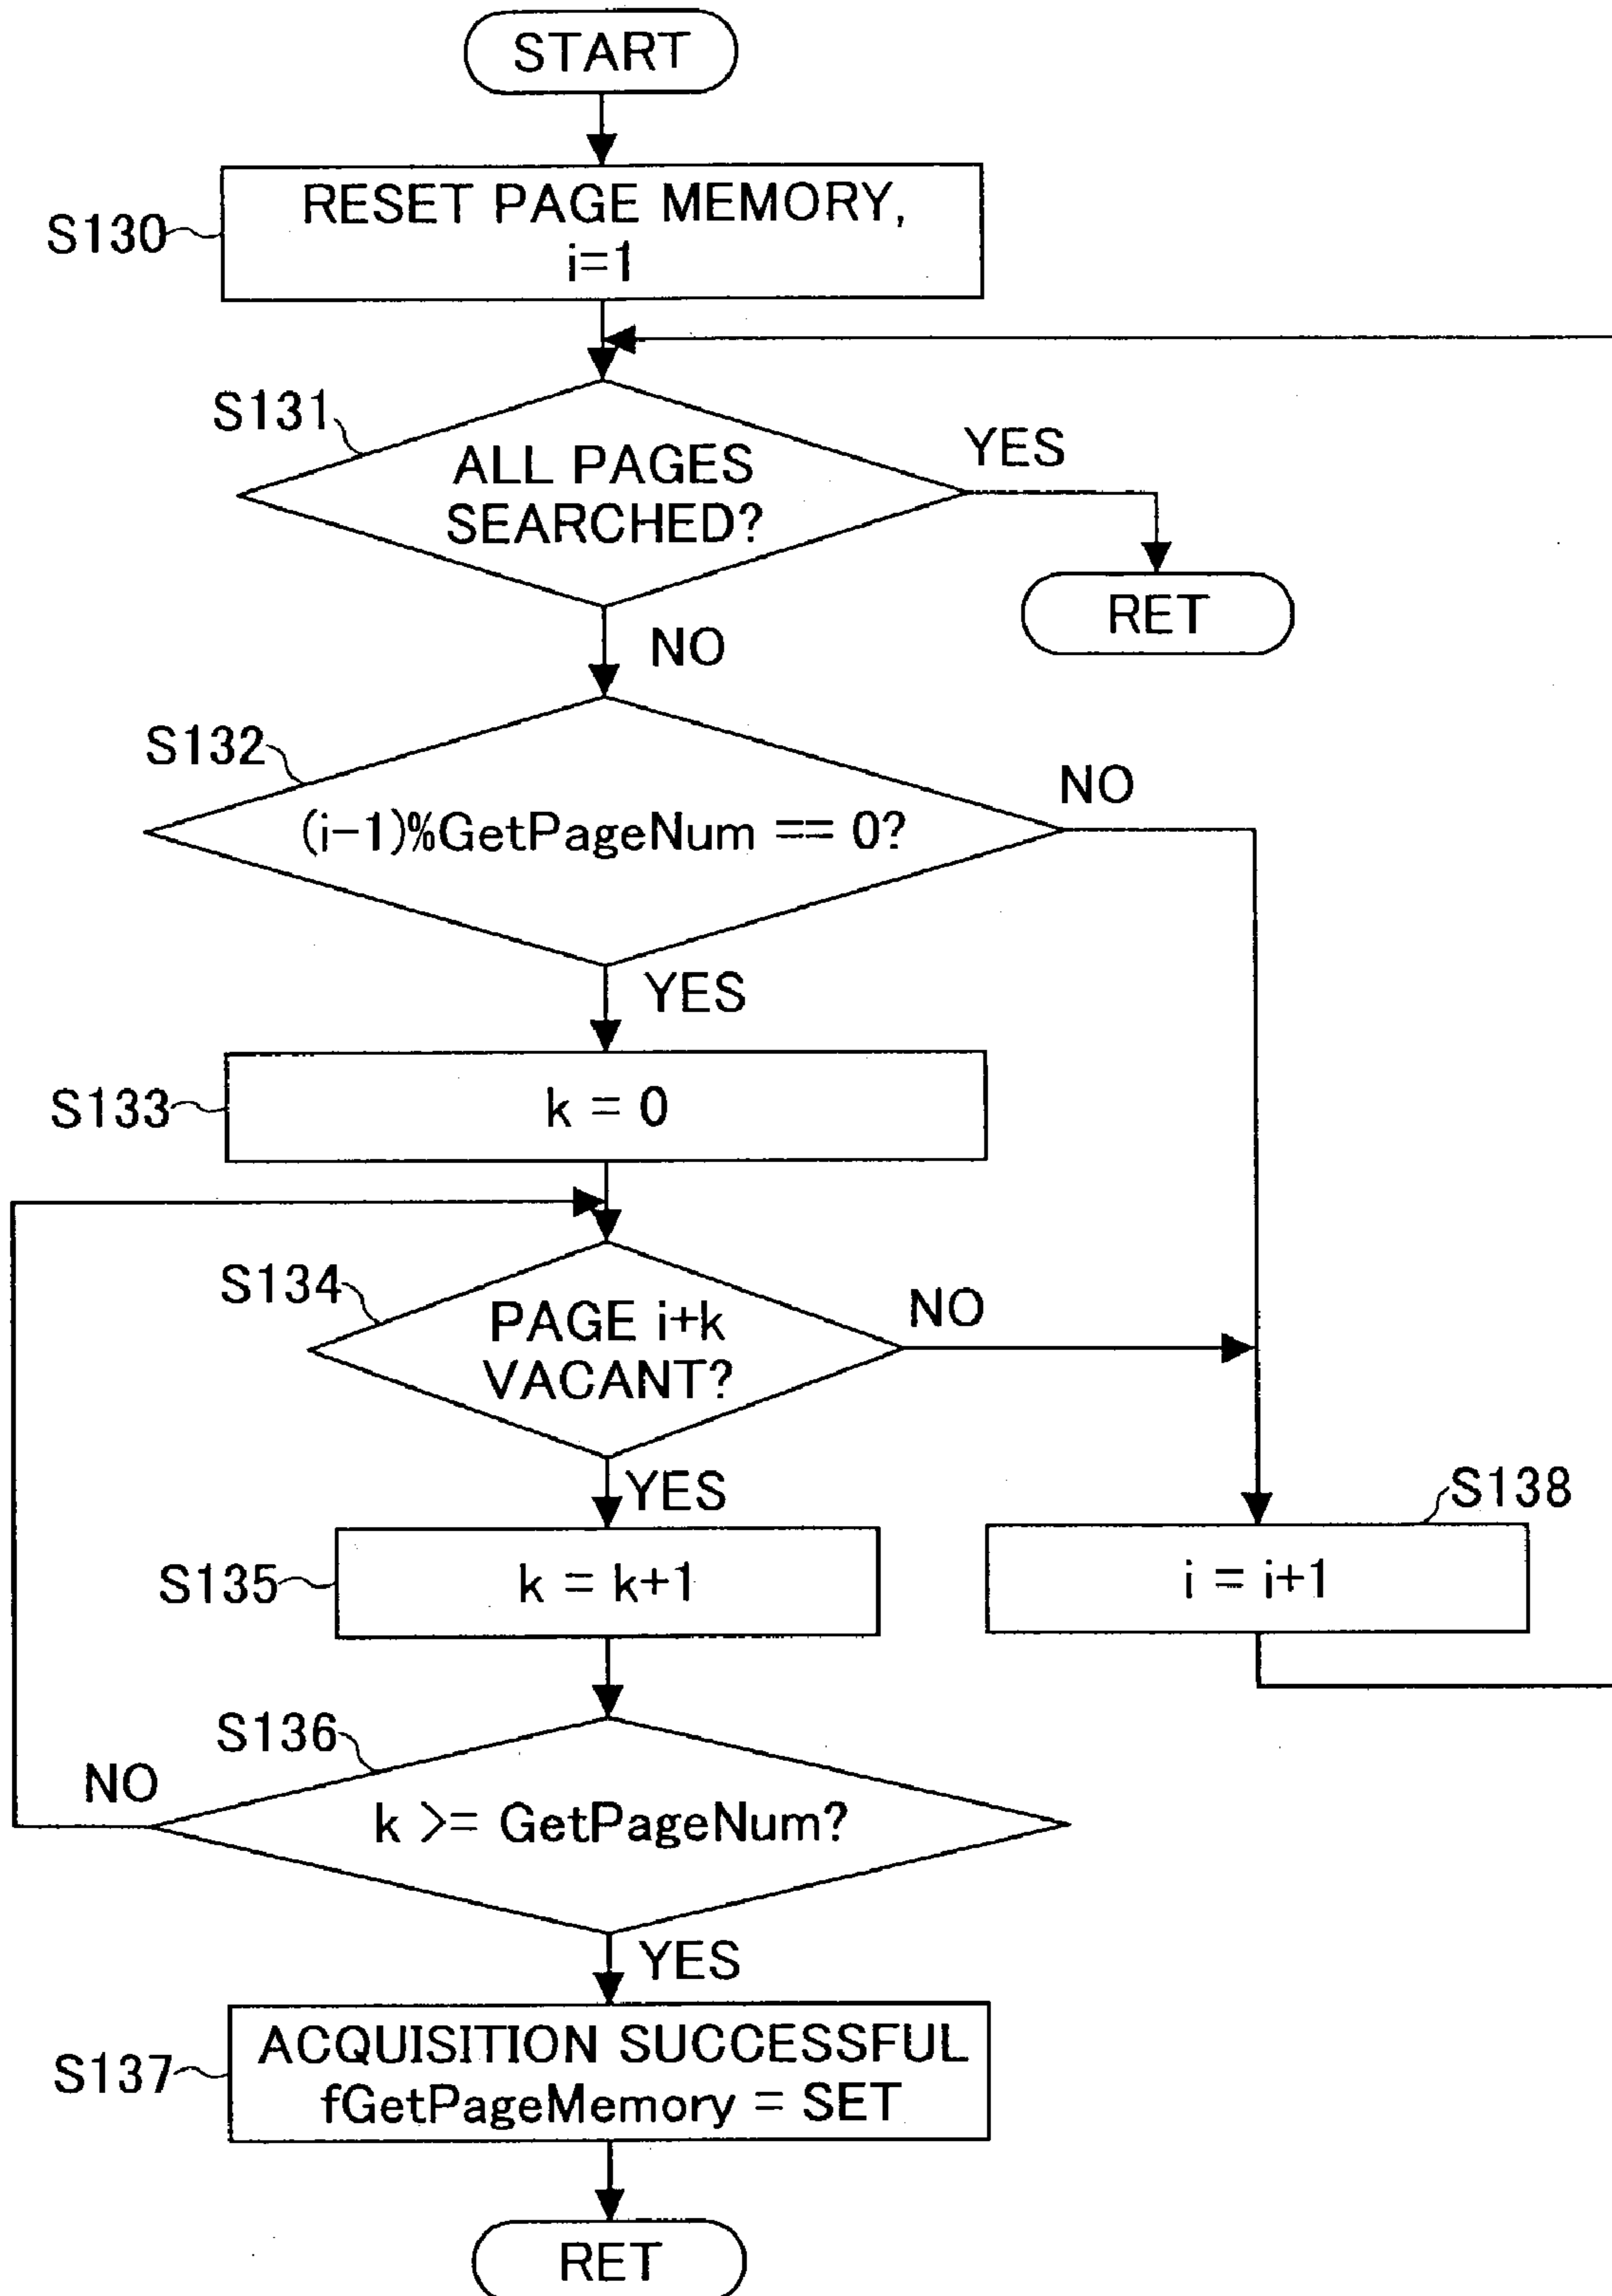 START
S130
RESET PAGE MEMORY,
i=1
S131
ALL PAGES
SEARCHED?
YES
RET
NO
S132
(i-1)%GetPageNum == 0?
NO
YES
S133
k = 0
S134
PAGE i+k
VACANT?
NO
YES
S138
S135
k = k+1
i = i+1
S136
NO
k >= GetPageNum?
YES
S137
ACQUISITION SUCCESSFUL
fGetPageMemory = SET
RET